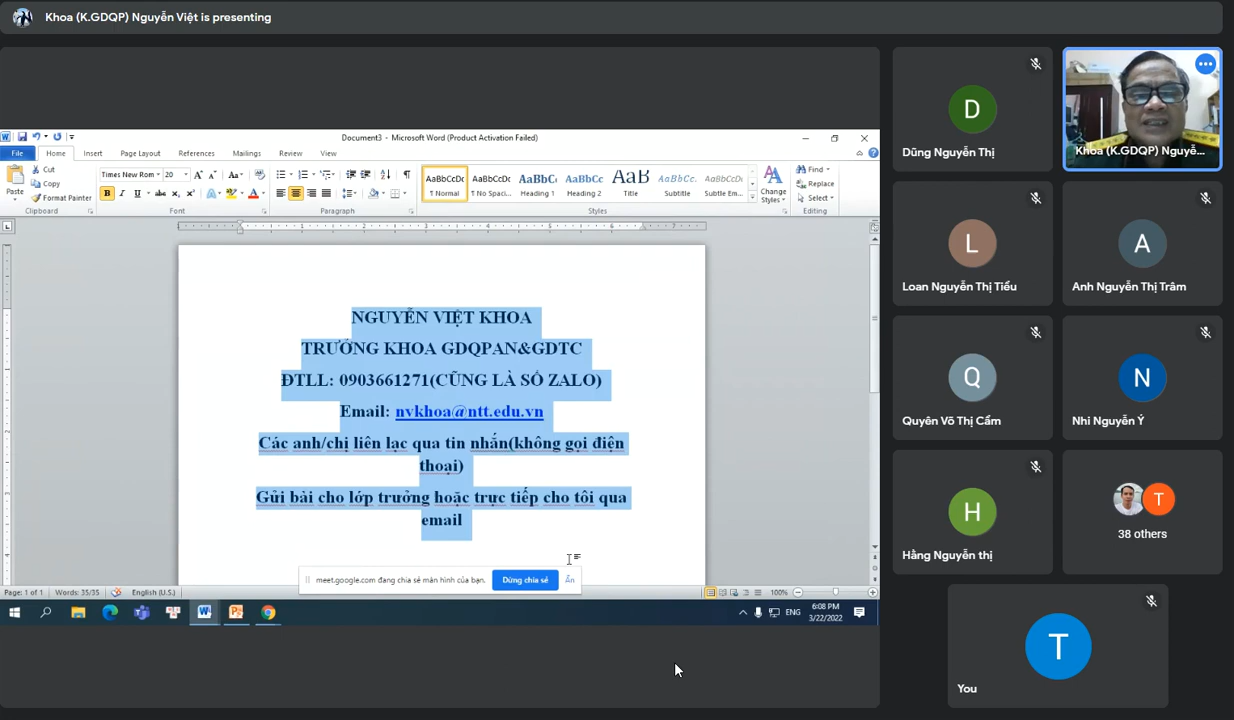 Khoa (K.GDQP) Nguyễn Việt is presenting
Document3 - Microsoft Word (Product Activation Failed)
File Home Insert Page Layout References Mailings Review View
Paste
Cut
Copy
Format Painter
Clipboard
Times New Rom 20
Font
Paragraph
AaBbCcDc AaBbCcDc AaBbC AaBbCc AaB AaBbCc. AaBbCcDc
¶ Normal ¶ No Spaci... Heading 1 Heading 2 Title Subtitle Subtle Em...
Styles
Change
Styles
Find
Replace
Select
Editing
NGUYỄN VIỆT KHOA
TRƯỞNG KHOA GDQPAN&GDTC
ĐTLL: 0903661271(CŨNG LÀ SỐ ZALO)
Email: nvkhoa@ntt.edu.vn
Các anh/chị liên lạc qua tin nhắn(không gọi điện
thoại)
Gửi bài cho lớp trưởng hoặc trực tiếp cho tôi qua
email
meet.google.com đang chia sẻ màn hình của bạn. Dừng chia sẻ Ẩn
Page: 1 of 1 Words: 35/35 English (U.S.) 100%
ENG 6:08 PM
3/22/2022
D
Dũng Nguyễn Thị
Khoa (K.GDQP) Nguyễ...
L
Loan Nguyễn Thị Tiểu
A
Anh Nguyễn Thị Trâm
Q
Quyên Võ Thị Cẩm
N
Nhi Nguyễn Ý
H
Hằng Nguyễn thị
T
38 others
T
You